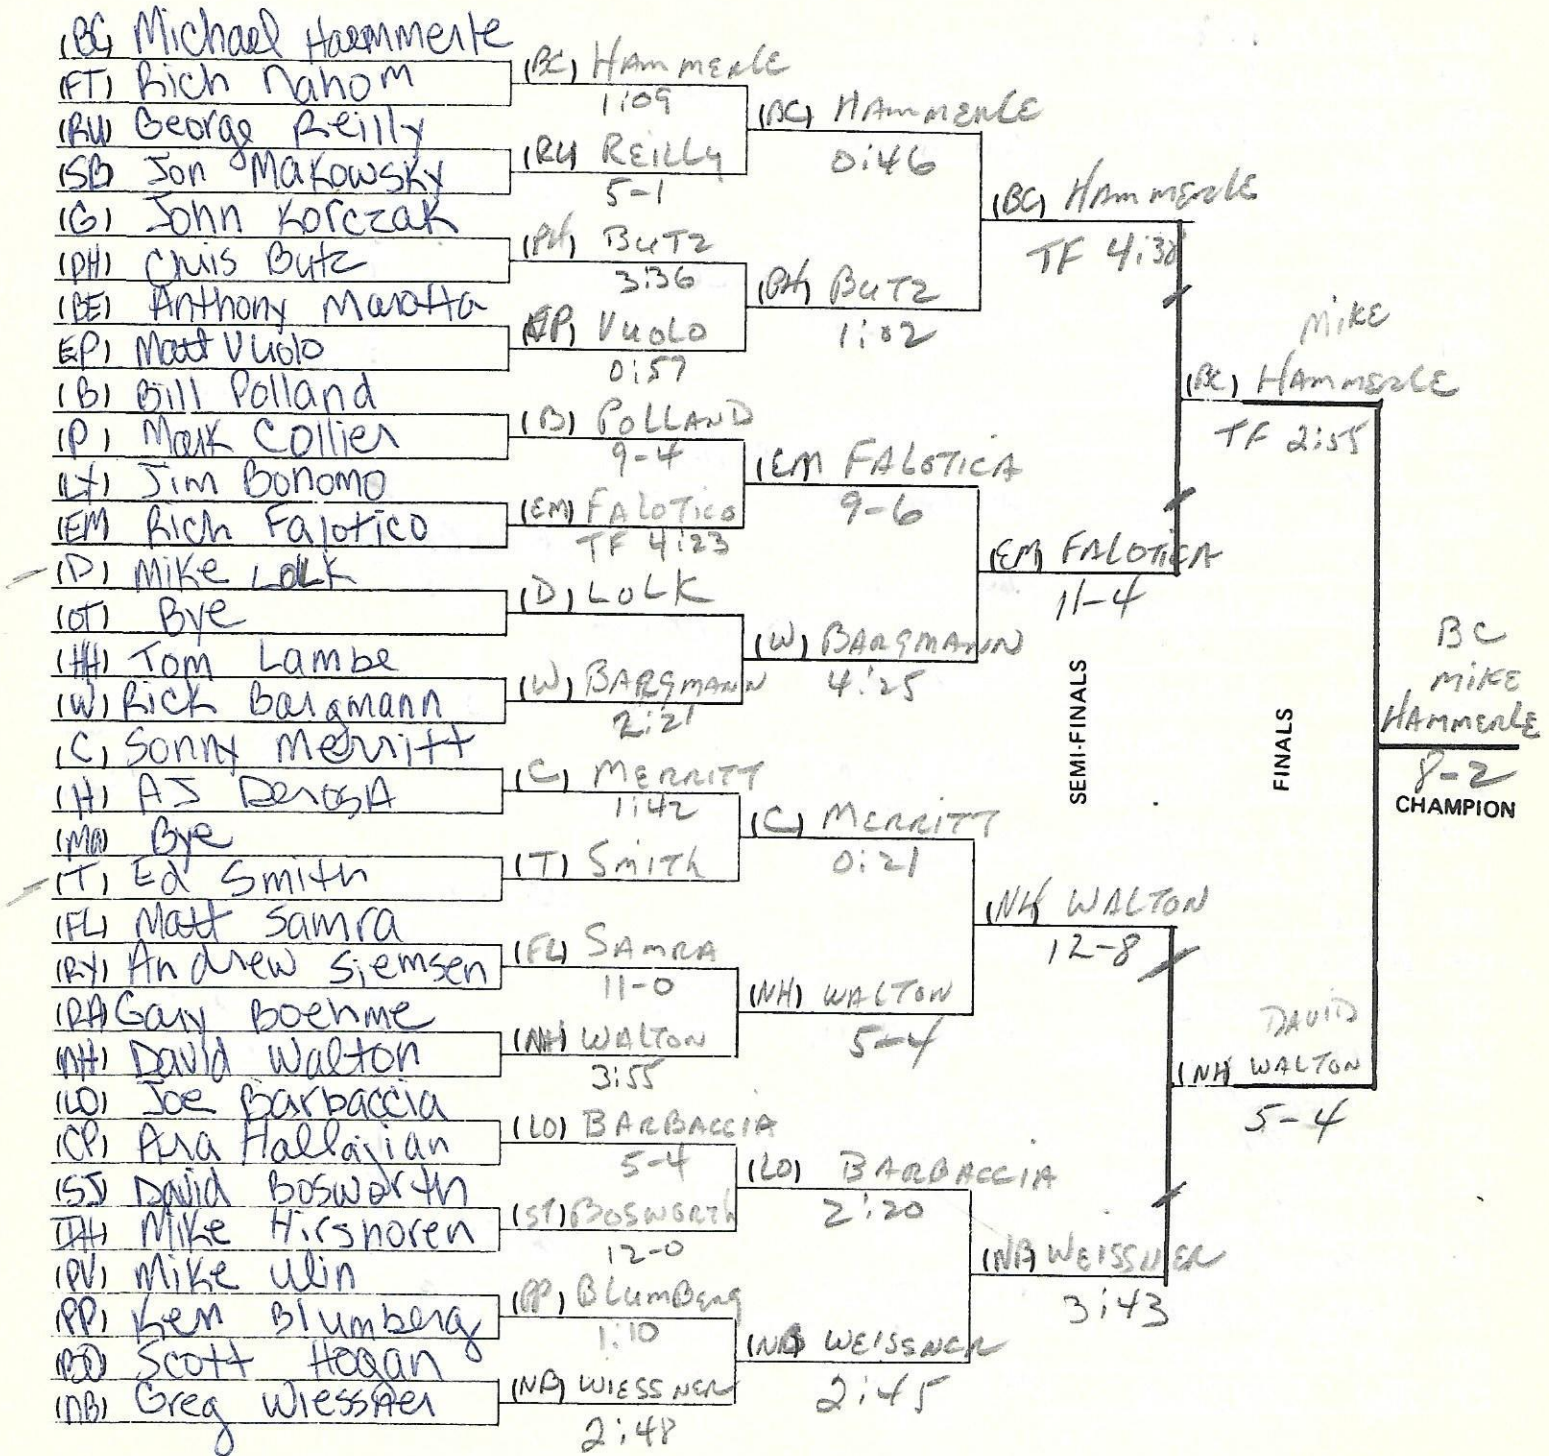 (BC) Michael Haemmerle
(FT) Rich Nahom
(RU) George Reilly
(SB) Jon Makowsky
(G) John Korczak
(PH) Chris Butz
(BE) Anthony Marotta
(EP) Matt Vuolo
(B) Bill Polland
(P) Mark Collier
(LY) Jim Bonomo
(EM) Rich Falotico
(D) Mike Lolk
(OT) Bye
(HH) Tom Lambe
(W) Rick Bargmann
(C) Sonny Merritt
(H) AJ Derosa
(MA) Bye
(T) Ed Smith
(FL) Matt Samra
(RY) Andrew Siemsen
(RA) Gary Boehme
(NH) David Walton
(LO) Joe Barbaccia
(CP) Ara Hallajian
(SJ) David Bosworth
(IH) Mike Hirshoren
(PV) Mike Ulin
(PP) Ken Blumberg
Scott Hogan
(NB) Greg Wiessner
(BC) HAMMERLE
1:09
(RU) REILLY
5-1
(PH) BUTZ
3:36
(EP) VUOLO
0:57
(B) POLLAND
9-4
(EM) FALOTICO
TF 4:23
(D) LOLK
(W) BARGMANN
2:21
(C) MERRITT
1:42
(T) SMITH
(FL) SAMRA
11-0
(NH) WALTON
3:55
(LO) BARBACCIA
5-4
(ST) BOSWORTH
12-0
(PP) BLUMBERG
1:10
(NB) WIESSNER
2:48
(BC) HAMMERLE
0:46
(PH) BUTZ
1:02
(EM) FALOTICA
9-6
(W) BARGMANN
4:25
(C) MERRITT
0:21
(NH) WALTON
5-4
(LO) BARBACCIA
2:20
(NB) WEISSNER
2:45
(BC) HAMMERLE
TF 4:38
(EM) FALOTICA
11-4
(NH) WALTON
12-8
(NB) WEISSNER
3:43
SEMI-FINALS
MIKE
(BC) HAMMERLE
TF 2:55
DAVID
(NH) WALTON
5-4
FINALS
BC
MIKE
HAMMERLE
8-2
CHAMPION